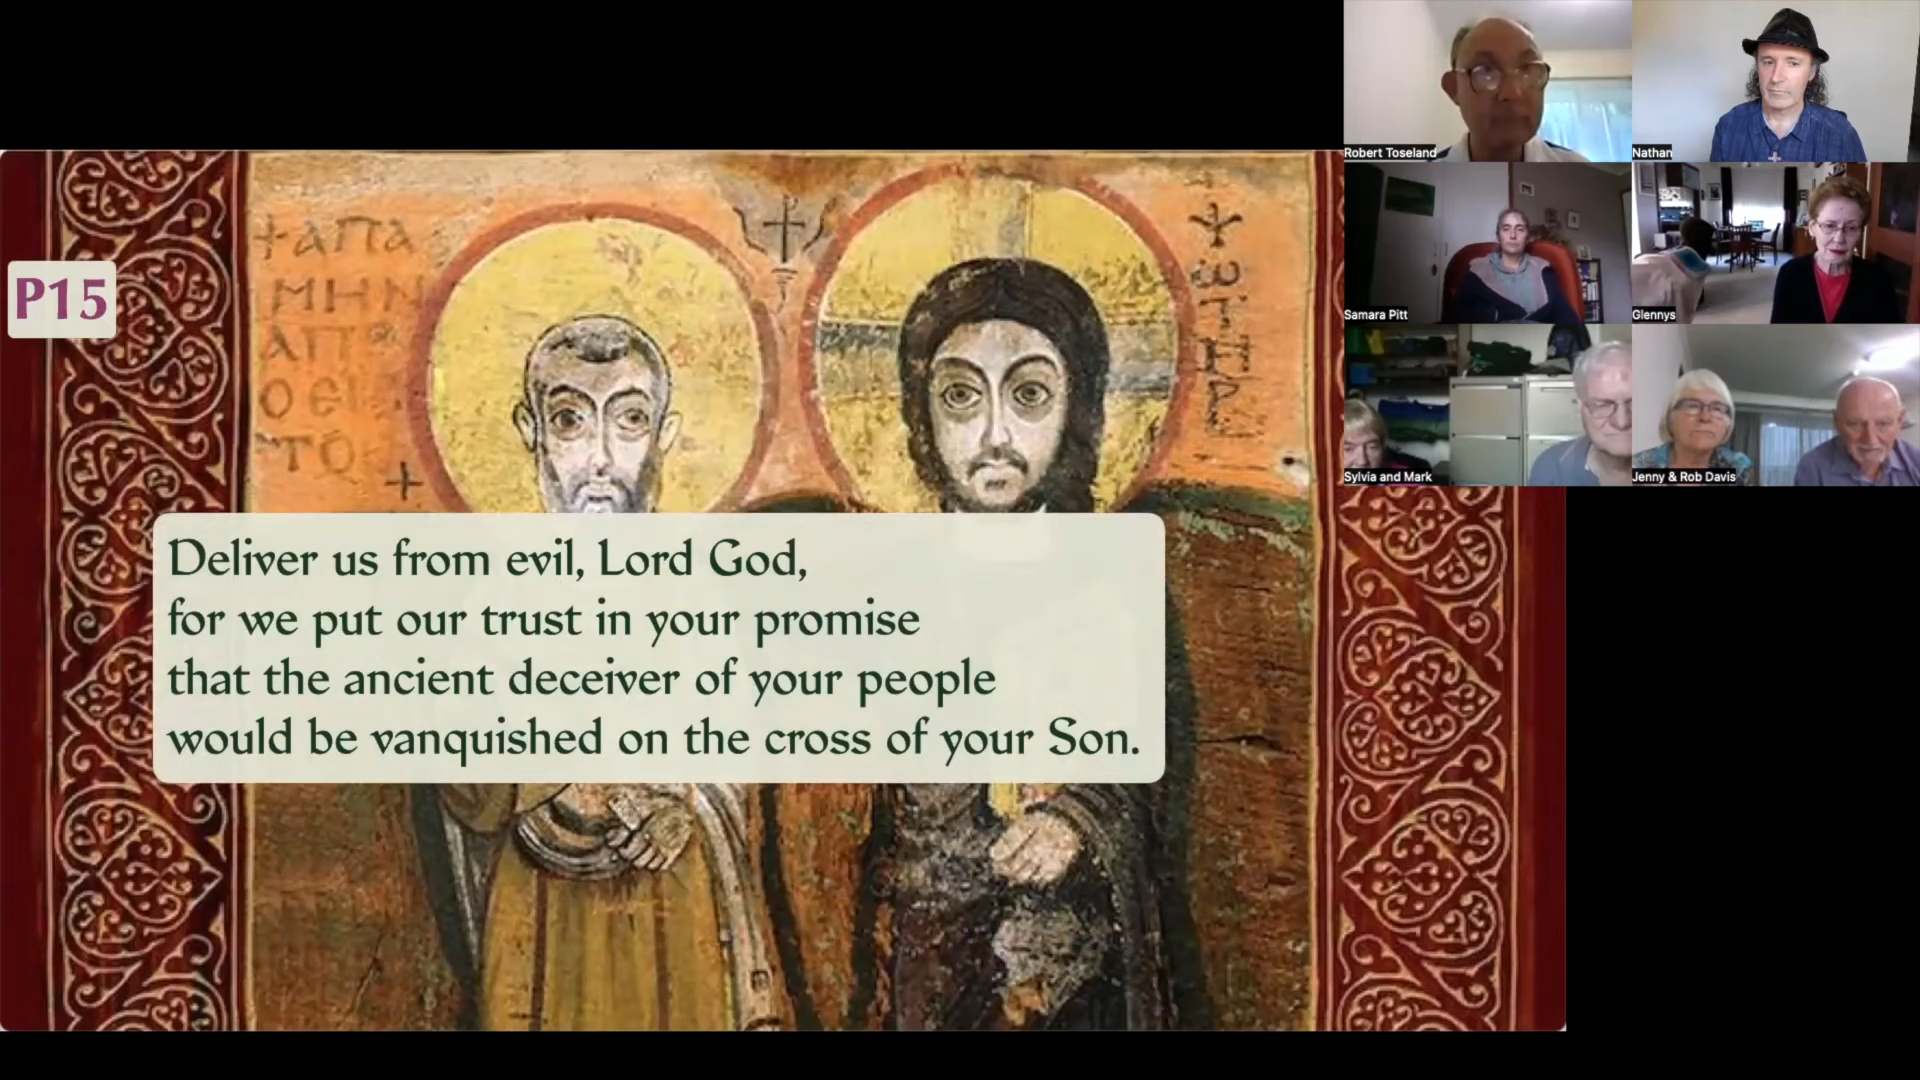 P15
Deliver us from evil, Lord God,
for we put our trust in your promise
that the ancient deceiver of your people
would be vanquished on the cross of your Son.
Robert Toseland
Nathan
Samara Pitt
Glennys
Sylvia and Mark
Jenny & Rob Davis